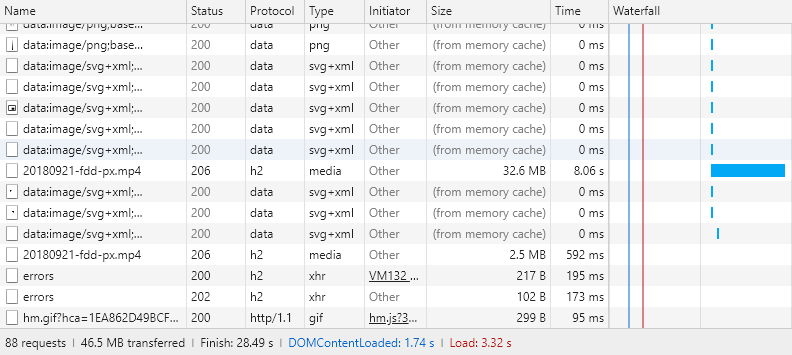 Name Status Protocol Type Initiator Size Time Waterfall
data:image/png;base... 200 data png Other (from memory cache) 0 ms
data:image/png;base... 200 data png Other (from memory cache) 0 ms
data:image/svg+xml;... 200 data svg+xml Other (from memory cache) 0 ms
data:image/svg+xml;... 200 data svg+xml Other (from memory cache) 0 ms
data:image/svg+xml;... 200 data svg+xml Other (from memory cache) 0 ms
data:image/svg+xml;... 200 data svg+xml Other (from memory cache) 0 ms
data:image/svg+xml;... 200 data svg+xml Other (from memory cache) 0 ms
20180921-fdd-px.mp4 206 h2 media Other 32.6 MB 8.06 s
data:image/svg+xml;... 200 data svg+xml Other (from memory cache) 0 ms
data:image/svg+xml;... 200 data svg+xml Other (from memory cache) 0 ms
data:image/svg+xml;... 200 data svg+xml Other (from memory cache) 0 ms
20180921-fdd-px.mp4 206 h2 media Other 2.5 MB 592 ms
errors 200 h2 xhr VM132 ... 217 B 195 ms
errors 202 h2 xhr Other 102 B 173 ms
hm.gif?hca=1EA862D49BCF... 200 http/1.1 gif hm.js?3... 299 B 95 ms
88 requests 46.5 MB transferred Finish: 28.49 s DOMContentLoaded: 1.74 s Load: 3.32 s